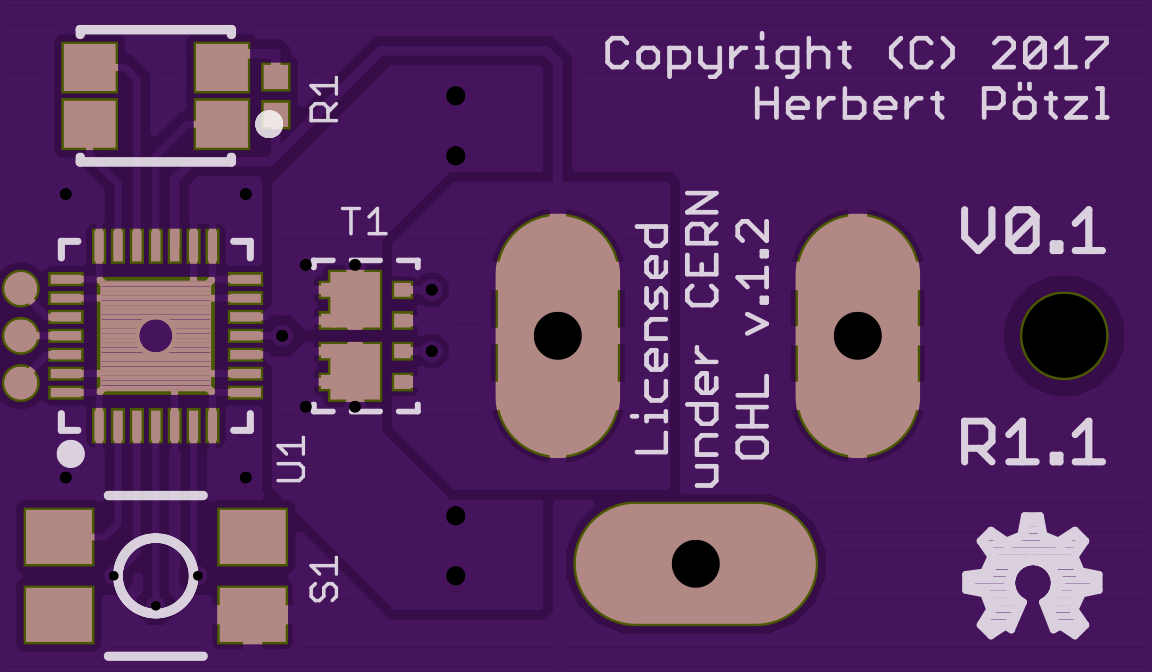 Copyright (C) 2017
Herbert Pötzl
R1
T1
Licensed
under CERN
OHL v.1.2
V0.1
R1.1
U1
S1